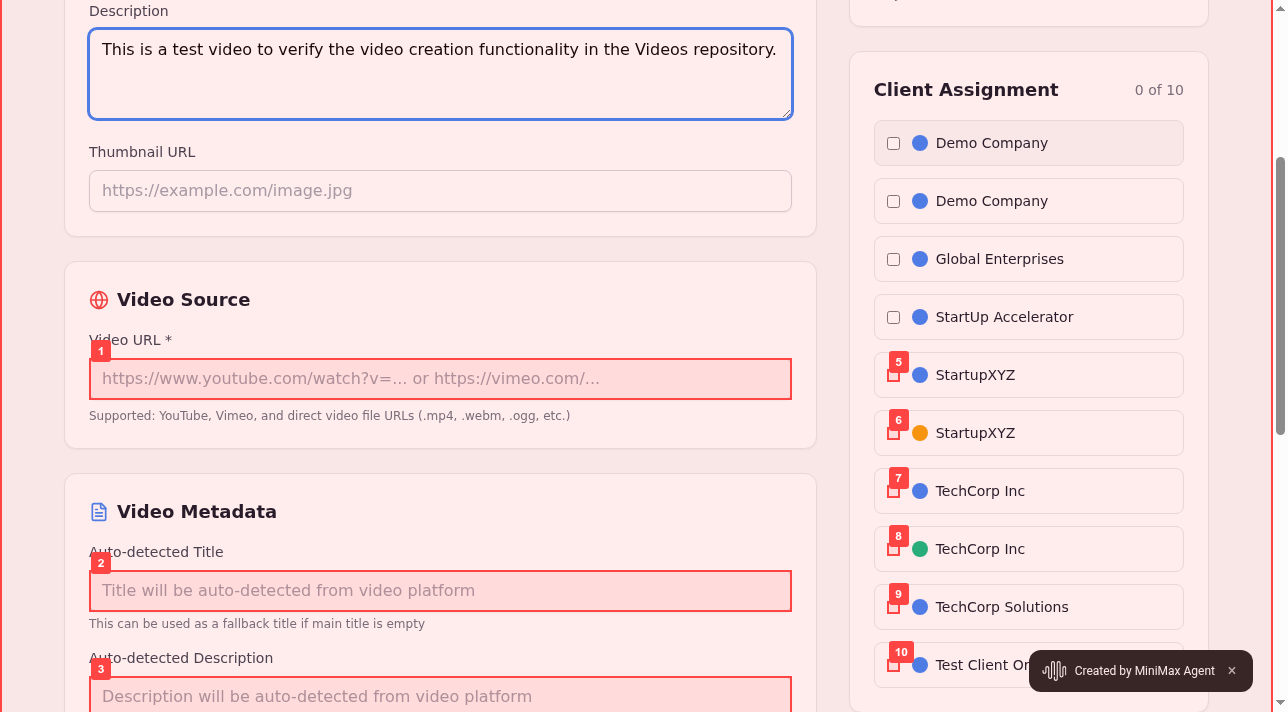 Description
This is a test video to verify the video creation functionality in the Videos repository.
Thumbnail URL
https://example.com/image.jpg
Video Source
Video URL *
1
https://www.youtube.com/watch?v=... or https://vimeo.com/...
Supported: YouTube, Vimeo, and direct video file URLs (.mp4, .webm, .ogg, etc.)
Video Metadata
Auto-detected Title
2
Title will be auto-detected from video platform
This can be used as a fallback title if main title is empty
Auto-detected Description
3
Description will be auto-detected from video platform
Client Assignment
0 of 10
Demo Company
Demo Company
Global Enterprises
StartUp Accelerator
5
StartupXYZ
6
StartupXYZ
7
TechCorp Inc
8
TechCorp Inc
9
TechCorp Solutions
10
Test Client
Created by MiniMax Agent ×